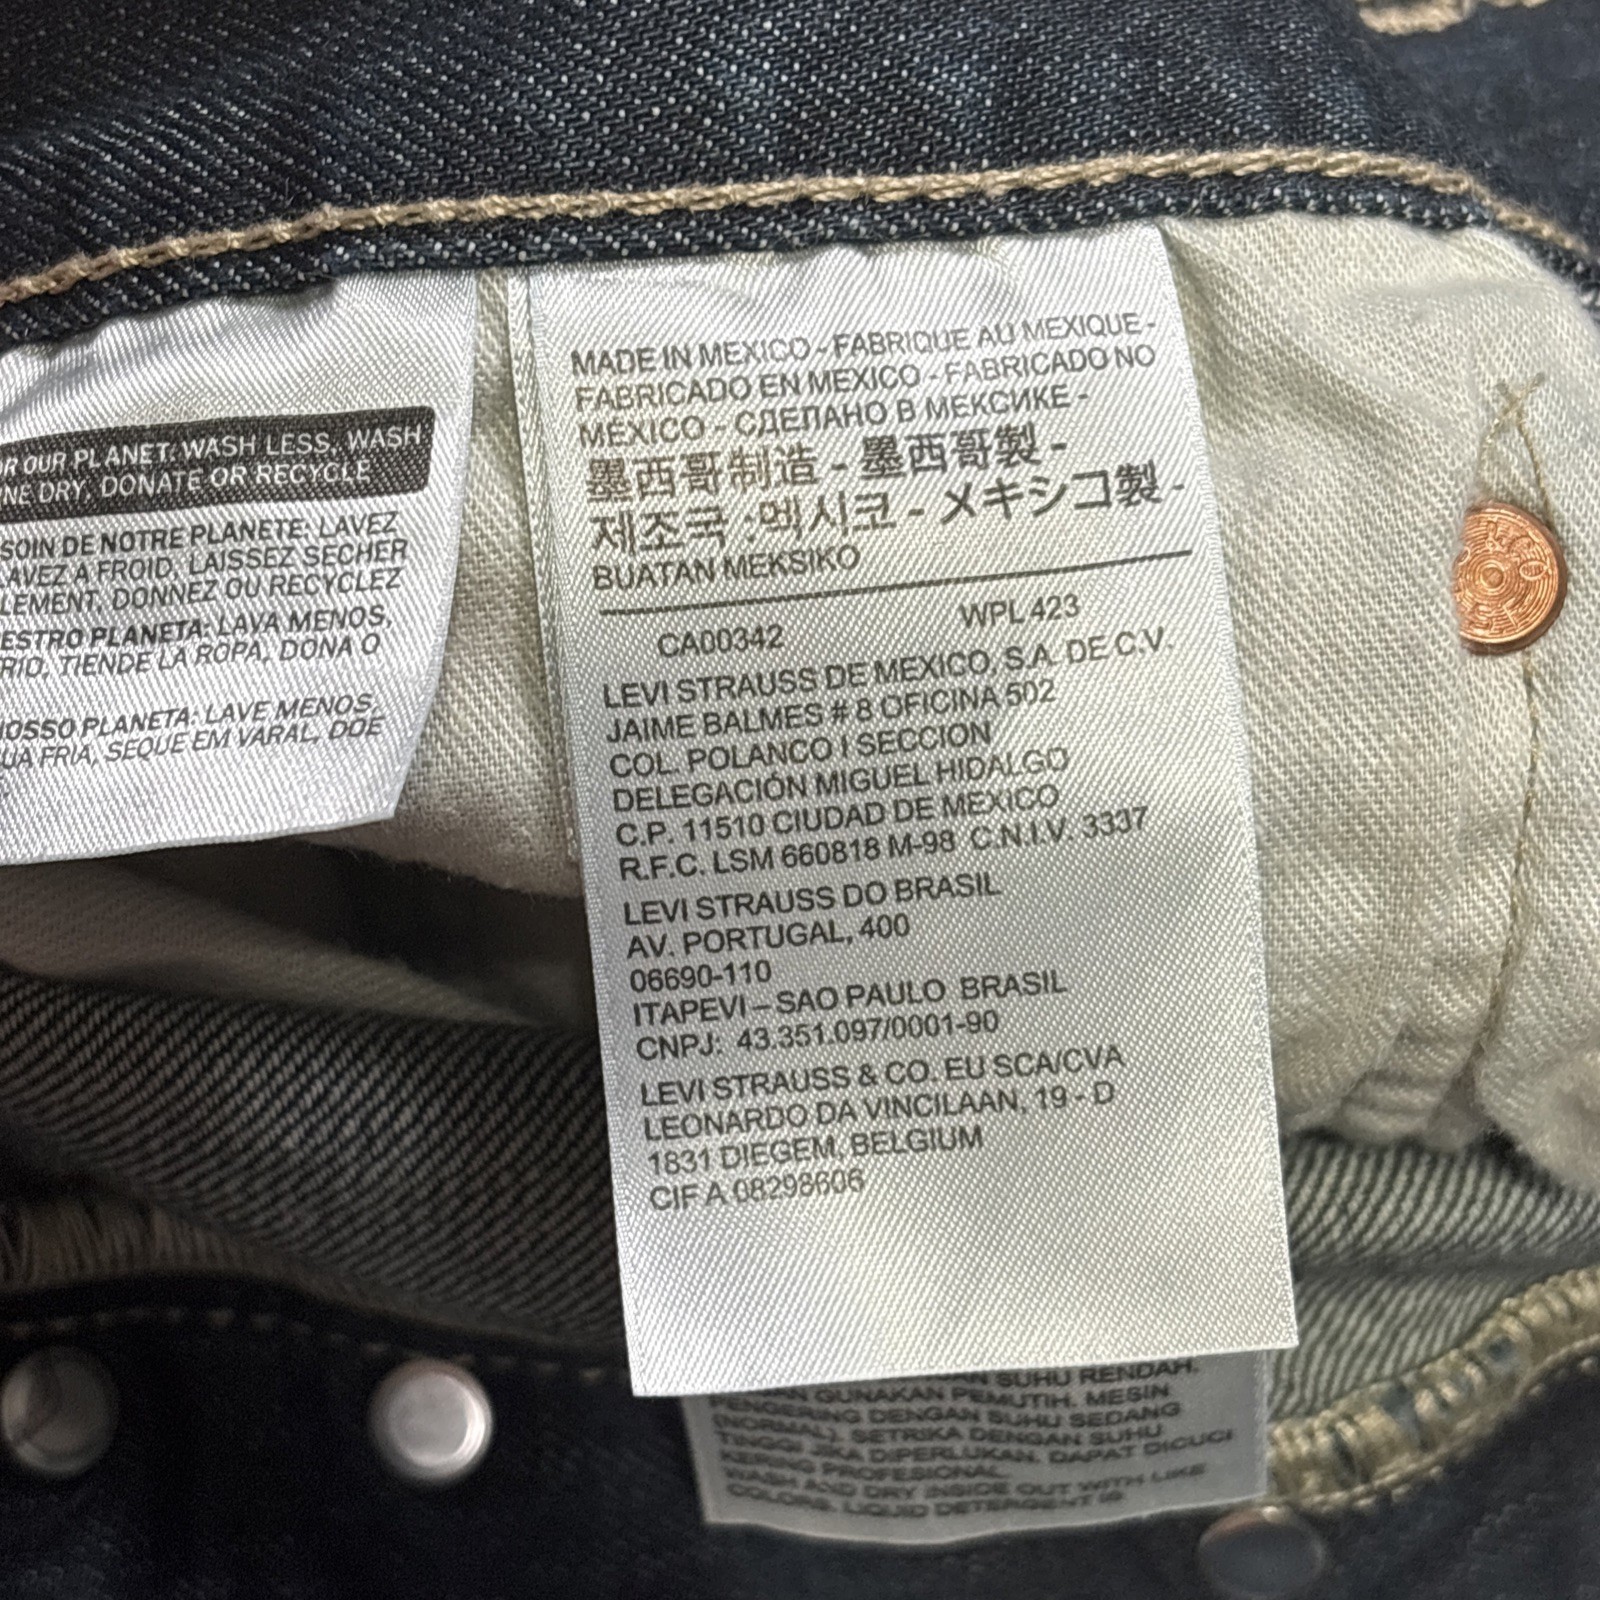 R OUR PLANET: WASH LESS, WASH
NE DRY, DONATE OR RECYCLE
SOIN DE NOTRE PLANETE: LAVEZ
AVEZ A FROID, LAISSEZ SECHER
LEMENT, DONNEZ OU RECYCLEZ
ESTRO PLANETA: LAVA MENOS,
RIO, TIENDE LA ROPA, DONA O
OSSO PLANETA: LAVE MENOS,
UA FRIA, SEQUE EM VARAL, DOE
MADE IN MEXICO - FABRIQUE AU MEXIQUE -
FABRICADO EN MEXICO - FABRICADO NO
MEXICO - СДЕЛАНО В МЕКСИКЕ -
墨西哥制造 - 墨西哥製 -
제조국 :멕시코 - メキシコ製 -
BUATAN MEKSIKO
CA00342 WPL 423
LEVI STRAUSS DE MEXICO, S.A. DE C.V.
JAIME BALMES # 8 OFICINA 502
COL. POLANCO I SECCION
DELEGACIÓN MIGUEL HIDALGO
C.P. 11510 CIUDAD DE MEXICO
R.F.C. LSM 660818 M-98 C.N.I.V. 3337
LEVI STRAUSS DO BRASIL
AV. PORTUGAL, 400
06690-110
ITAPEVI – SAO PAULO BRASIL
CNPJ: 43.351.097/0001-90
LEVI STRAUSS & CO. EU SCA/CVA
LEONARDO DA VINCILAAN, 19 - D
1831 DIEGEM, BELGIUM
CIF A 08298606
SUHU RENDAH.
GUNAKAN PEMUTIH. MESIN
PENGERING DENGAN SUHU SEDANG
(NORMAL). SETRIKA DENGAN SUHU
TINGGI JIKA DIPERLUKAN. DAPAT DICUCI
KERING PROFESIONAL
WASH AND DRY INSIDE OUT WITH LIKE
COLORS. LIQUID DETERGENT IS